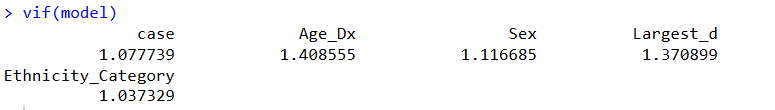 > vif(model)
case Age_Dx Sex Largest_d
1.077739 1.408555 1.116685 1.370899
Ethnicity_Category
1.037329